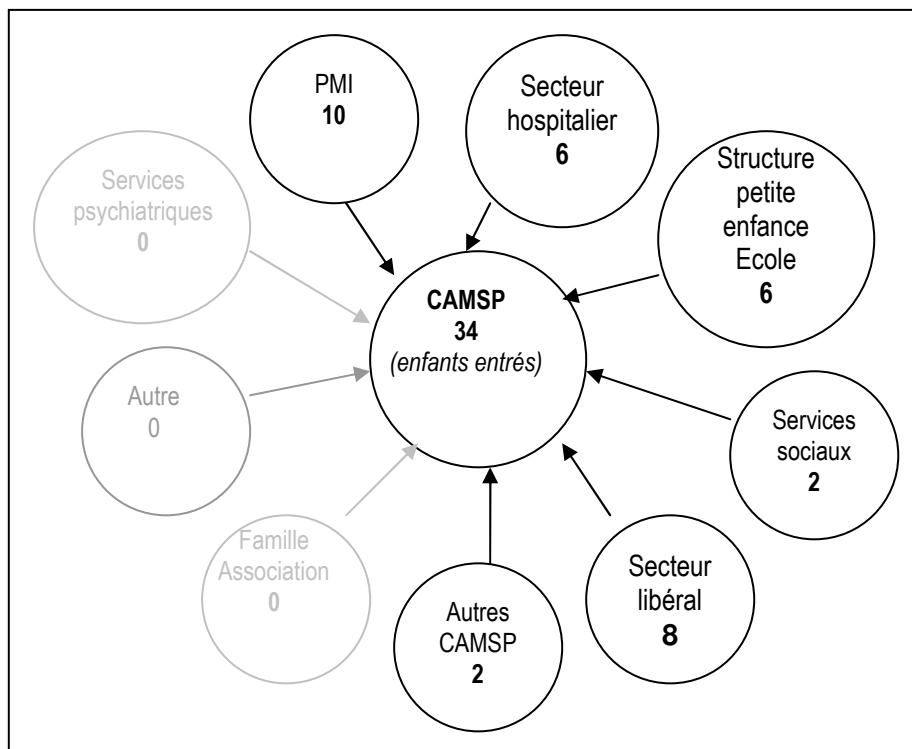 PMI
10
Secteur
hospitalier
6
Services
psychiatriques
0
Structure
petite
enfance
Ecole
6
CAMSP
34
(enfants entrés)
Autre
0
Services
sociaux
2
Famille
Association
0
Autres
CAMSP
2
Secteur
libéral
8